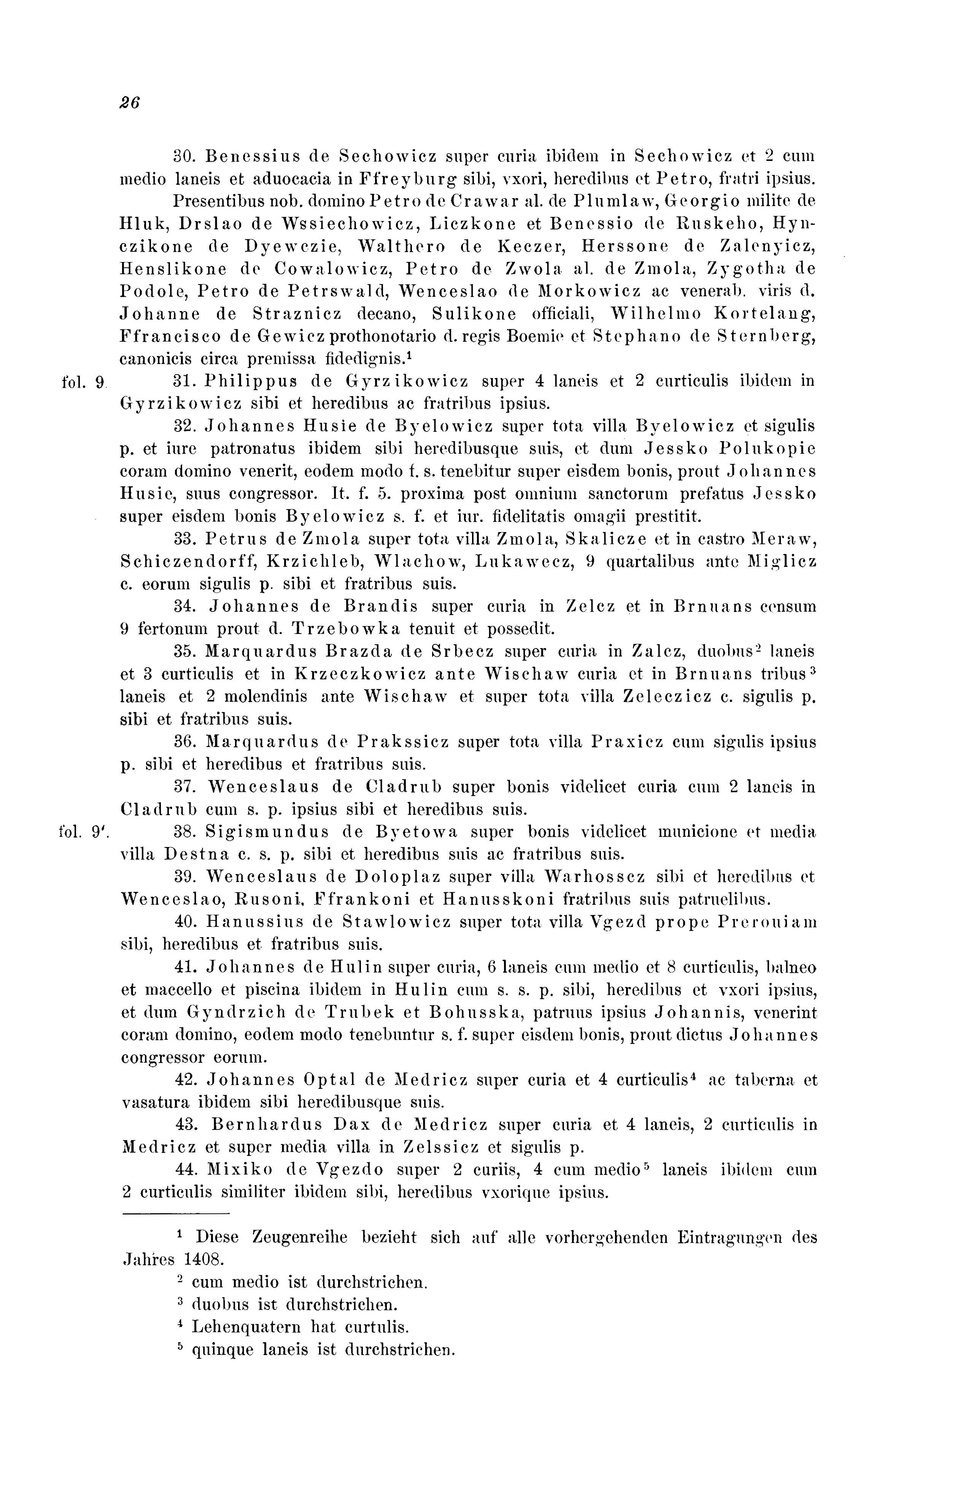 26
30. Benessius de Sechowicz super curia ibidem in Sechowicz et 2 cum
medio laneis et aduocacia in Ffreyburg sibi, vxori, heredibus et Petro, fratri ipsius.
Presentibus nob. domino Petro de Crawar al. de Plumlaw, Georgio milite de
Hluk, Drslao de Wssiechowicz, Liczkone et Benessio de Ruskeho, Hyn-
czikone de Dyewczie, Walthero de Keczer, Herssone de Zalenyicz,
Henslikone de Cowalowicz, Petro de Zwola al. de Zmola, Zygotha de
Podole, Petro de Petrswald, Wenceslao de Morkowicz ac venerab. viris d.
Johanne de Straznicz decano, Sulikone officiali, Wilhelmo Kortelang,
Ffrancisco de Gewicz prothonotario d. regis Boemie et Stephano de Sternberg,
canonicis circa premissa fidedignis.¹
fol. 9. 31. Philippus de Gyrzikowicz super 4 laneis et 2 curticulis ibidem in
Gyrzikowicz sibi et heredibus ac fratribus ipsius.
32. Johannes Husie de Byelowicz super tota villa Byelowicz et sigulis
p. et iure patronatus ibidem sibi heredibusque suis, et dum Jessko Polukopie
coram domino venerit, eodem modo f. s. tenebitur super eisdem bonis, prout Johannes
Husie, suus congressor. It. f. 5. proxima post omnium sanctorum prefatus Jessko
super eisdem bonis Byelowicz s. f. et iur. fidelitatis omagii prestitit.
33. Petrus de Zmola super tota villa Zmola, Skalicze et in castro Meraw,
Schiczendorff, Krzichleb, Wlachow, Lukawecz, 9 quartalibus ante Miglicz
c. eorum sigulis p. sibi et fratribus suis.
34. Johannes de Brandis super curia in Zelcz et in Brnuans censum
9 fertonum prout d. Trzebowka tenuit et possedit.
35. Marquardus Brazda de Srbecz super curia in Zalcz, duobus² laneis
et 3 curticulis et in Krzeczkowicz ante Wischaw curia et in Brnuans tribus³
laneis et 2 molendinis ante Wischaw et super tota villa Zeleczicz c. sigulis p.
sibi et fratribus suis.
36. Marquardus de Prakssicz super tota villa Praxicz cum sigulis ipsius
p. sibi et heredibus et fratribus suis.
37. Wenceslaus de Cladrub super bonis videlicet curia cum 2 laneis in
Cladrub cum s. p. ipsius sibi et heredibus suis.
fol. 9'. 38. Sigismundus de Byetowa super bonis videlicet municione et media
villa Destna c. s. p. sibi et heredibus suis ac fratribus suis.
39. Wenceslaus de Doloplaz super villa Warhossez sibi et heredibus et
Wenceslao, Rusoni, Ffrankoni et Hanusskoni fratribus suis patruelibus.
40. Hanussius de Stawlowicz super tota villa Vgezd prope Prerouiam
sibi, heredibus et fratribus suis.
41. Johannes de Hulin super curia, 6 laneis cum medio et 8 curticulis, balneo
et maccello et piscina ibidem in Hulin cum s. s. p. sibi, heredibus et vxori ipsius,
et dum Gyndrzich de Trubek et Bohusska, patruus ipsius Johannis, venerint
coram domino, eodem modo tenebuntur s. f. super eisdem bonis, prout dictus Johannes
congressor eorum.
42. Johannes Optal de Medricz super curia et 4 curticulis⁴ ac taberna et
vasatura ibidem sibi heredibusque suis.
43. Bernhardus Dax de Medricz super curia et 4 laneis, 2 curticulis in
Medricz et super media villa in Zelssicz et sigulis p.
44. Mixiko de Vgezdo super 2 curiis, 4 cum medio⁵ laneis ibidem cum
2 curticulis similiter ibidem sibi, heredibus vxorique ipsius.
¹ Diese Zeugenreihe bezieht sich auf alle vorhergehenden Eintragungen des
Jahres 1408.
² cum medio ist durchstrichen.
³ duobus ist durchstrichen.
⁴ Lehenquatern hat curtulis.
⁵ quinque laneis ist durchstrichen.